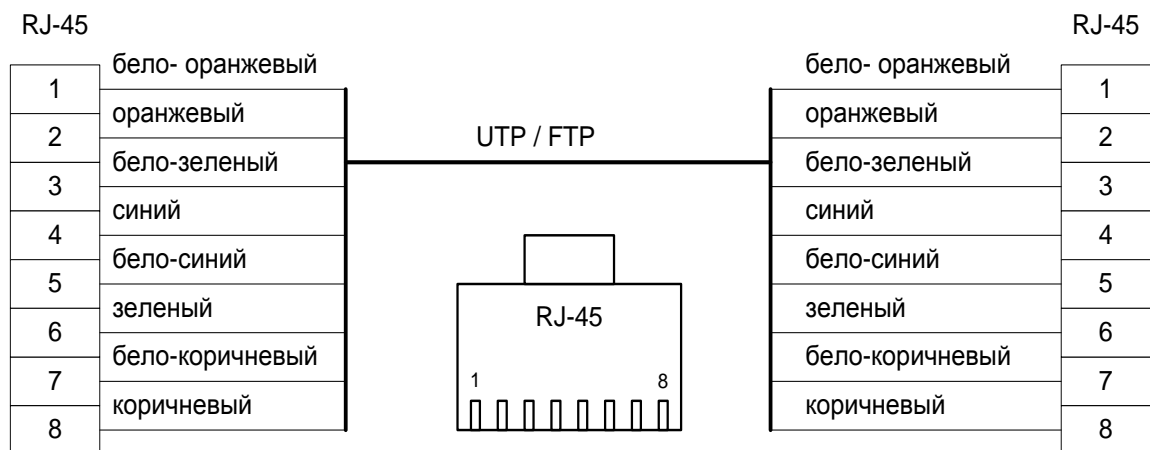 RJ-45 RJ-45
бело- оранжевый бело- оранжевый
1 1
оранжевый оранжевый
2 UTP / FTP 2
бело-зеленый бело-зеленый
3 3
синий синий
4 4
бело-синий бело-синий
5 5
зеленый RJ-45 зеленый
6 6
бело-коричневый бело-коричневый
7 1 8 7
коричневый коричневый
8 8